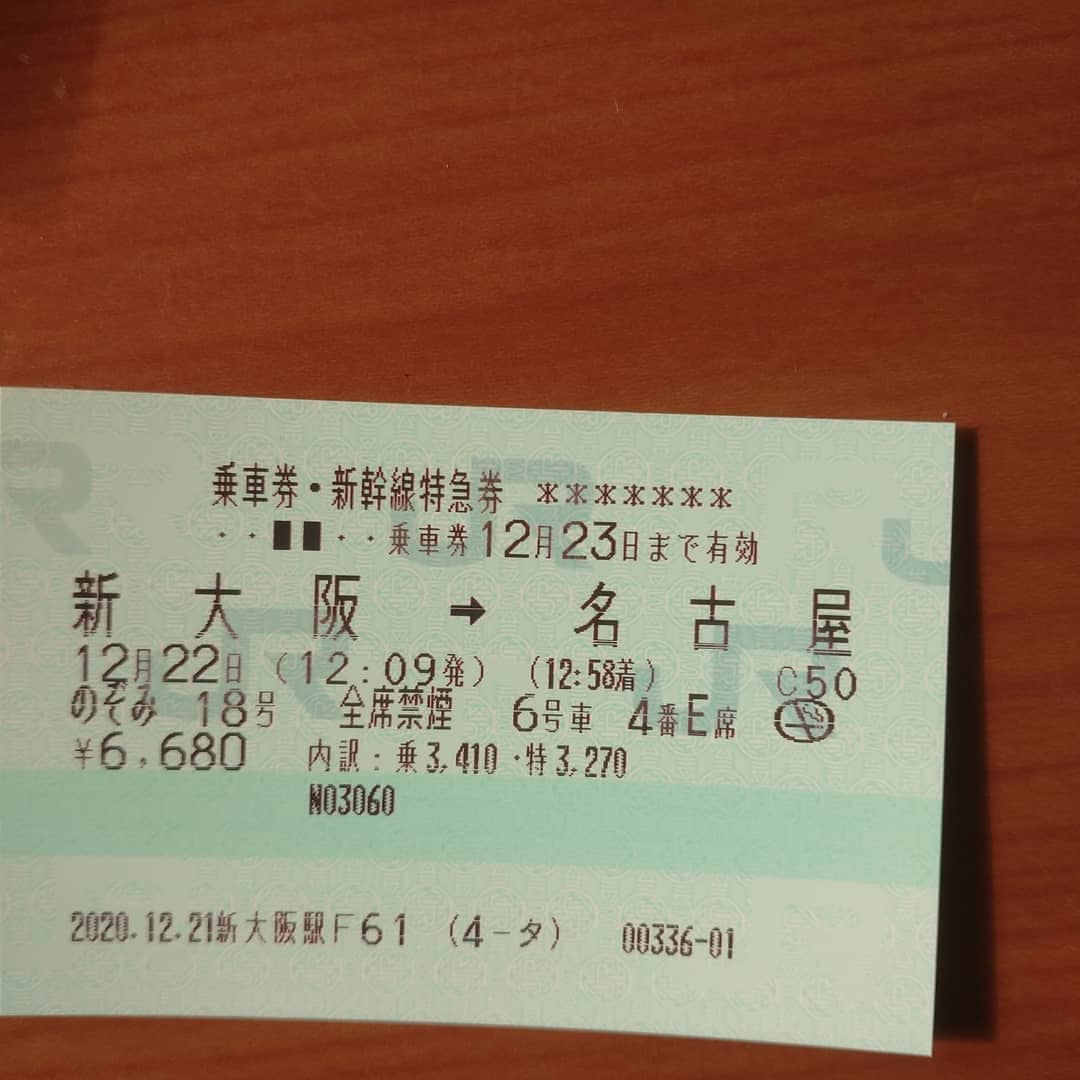 乗車券・新幹線特急券 *******
・・■■・・乗車券12月23日まで有効
新大阪 → 名古屋
12月22日 (12:09発) (12:58着) C50
のぞみ 18号 全席禁煙 6号車 4番E席
¥6,680 内訳:乗3,410・特3,270
N03060
2020.12.21新大阪駅F61 (4-タ) 00336-01